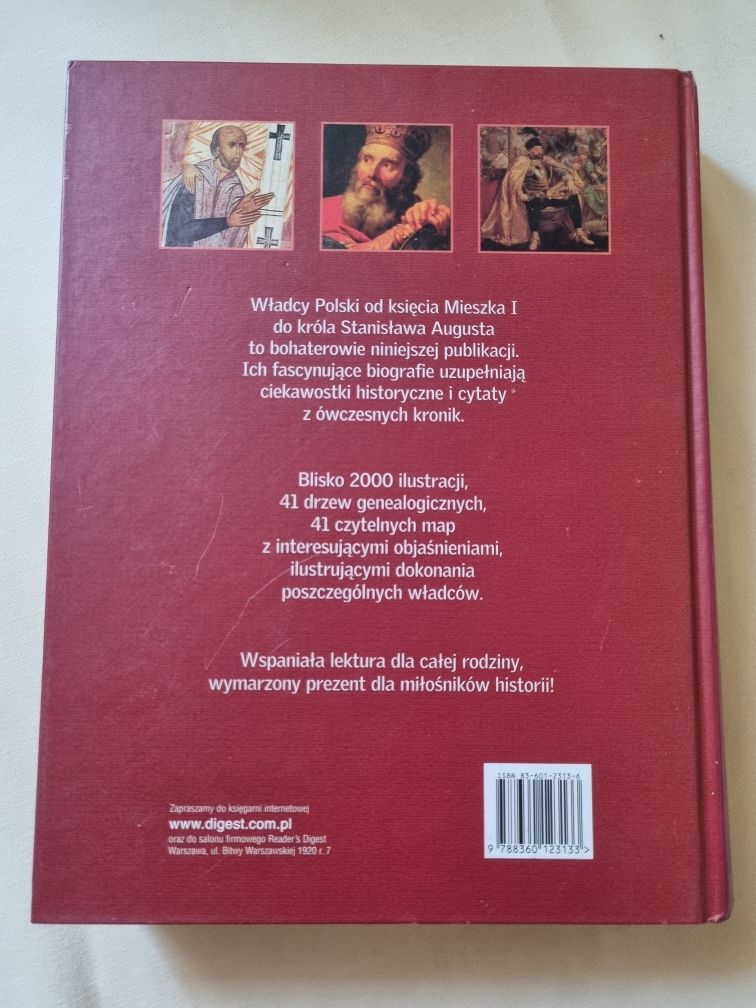 Władcy Polski od księcia Mieszka I
do króla Stanisława Augusta
to bohaterowie niniejszej publikacji.
Ich fascynujące biografie uzupełniają
ciekawostki historyczne i cytaty
z ówczesnych kronik.
Blisko 2000 ilustracji,
41 drzew genealogicznych,
41 czytelnych map
z interesującymi objaśnieniami,
ilustrującymi dokonania
poszczególnych władców.
Wspaniała lektura dla całej rodziny,
wymarzony prezent dla miłośników historii!
Zapraszamy do księgarni internetowej
www.digest.com.pl
oraz do salonu firmowego Reader's Digest
Warszawa, ul. Bitwy Warszawskiej 1920 r. 7
ISBN 83-601-2313-6
9 788360 123133>